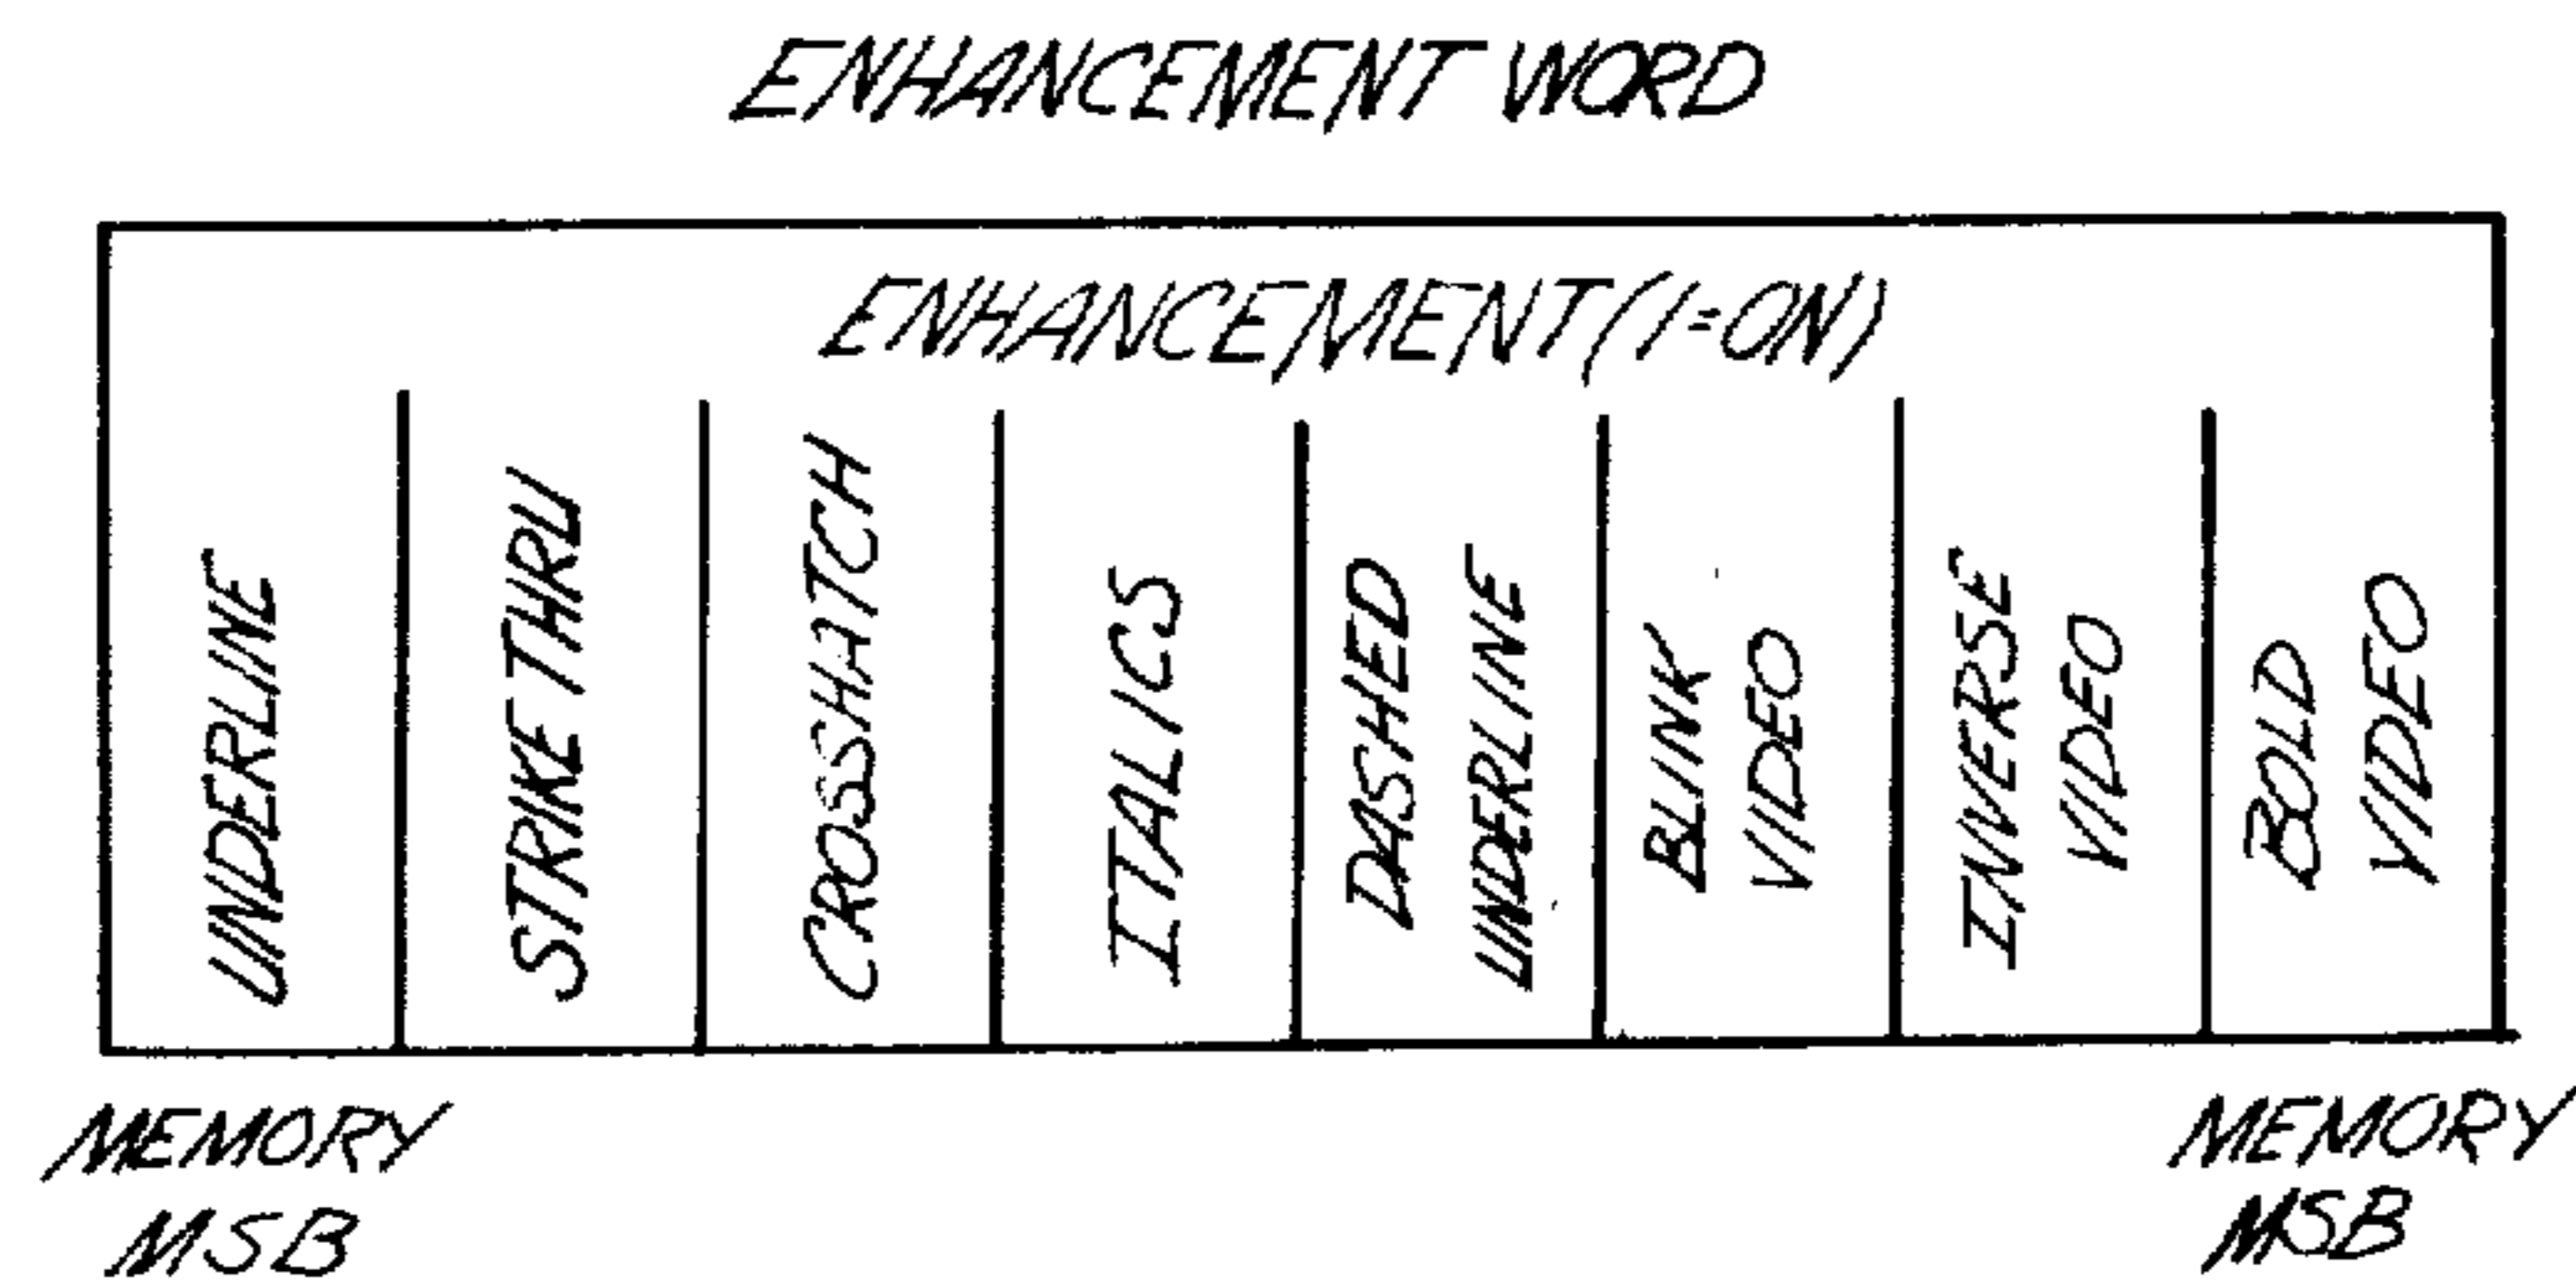 ENHANCEMENT WORD
ENHANCEMENT (1=ON)
UNDERLINE
STRIKE THRU
CROSSHATCH
ITALICS
DASHED
UNDERLINE
BLINK
VIDEO
INVERSE
VIDEO
BOLD
VIDEO
MEMORY
MSB
MEMORY
MSB